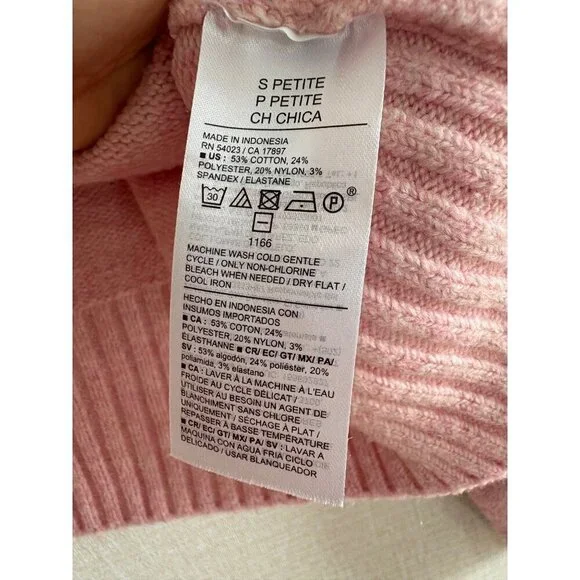 S PETITE
P PETITE
CH CHICA
MADE IN INDONESIA
RN 54023 / CA 17897
■ US : 53% COTTON, 24%
POLYESTER, 20% NYLON, 3%
SPANDEX / ELASTANE
30 P ®
1166
MACHINE WASH COLD GENTLE
CYCLE / ONLY NON-CHLORINE
BLEACH WHEN NEEDED / DRY FLAT /
COOL IRON
HECHO EN INDONESIA CON
INSUMOS IMPORTADOS
■ CA : 53% COTON, 24%
POLYESTER, 20% NYLON, 3%
ELASTHANNE ■ CR/ EC/ GT/ MX/ PA/
SV : 53% algodón, 24% poliéster, 20%
poliamida, 3% elastano
■ CA : LAVER À LA MACHINE À L'EAU
FROIDE AU CYCLE DÉLICAT /
UTILISER AU BESOIN UN AGENT DE
BLANCHIMENT SANS CHLORE
UNIQUEMENT / SÉCHAGE À PLAT /
REPASSER À BASSE TEMPÉRATURE
■ CR/ EC/ GT/ MX/ PA/ SV : LAVAR A
MAQUINA CON AGUA FRIA CICLO
DELICADO / USAR BLANQUEADOR